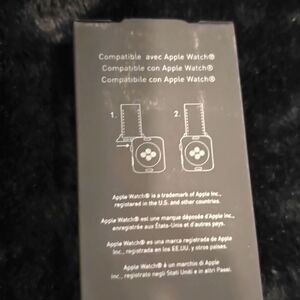 Compatible avec Apple Watch®
Compatible con Apple Watch®
Compatibile con Apple Watch®
1.
2.
Apple Watch® is a trademark of Apple Inc.,
registered in the U.S. and other countries.
Apple Watch® est une marque déposée d'Apple Inc.,
enregistrée aux États-Unis et d'autres pays.
Apple Watch® es una marca registrada de Apple
Inc., registrada en los EE.UU. y en otros países.
Apple Watch® è un marchio di Apple
Inc., registrato negli Stati Uniti e in altri Paesi.